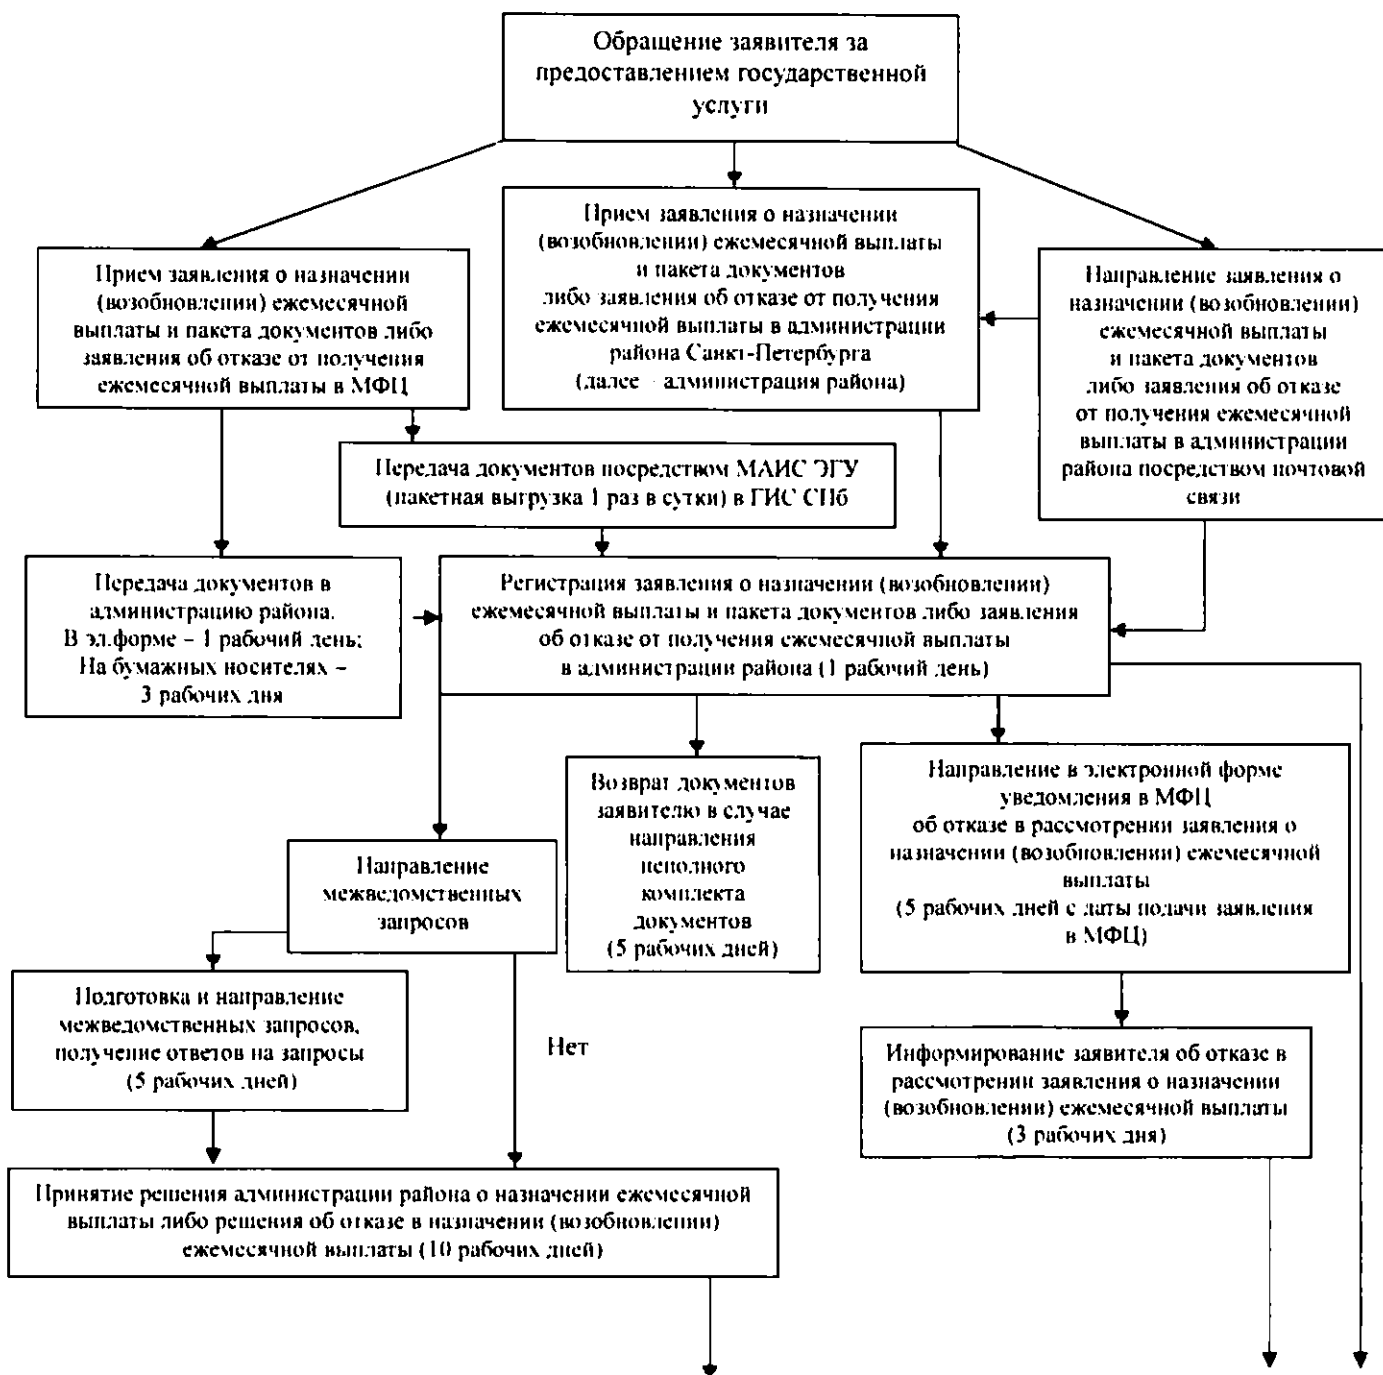 Обращение заявителя за
предоставлением государственной
услуги
Прием заявления о назначении
(возобновлении) ежемесячной
выплаты и пакета документов либо
заявления об отказе от получения
ежемесячной выплаты в МФЦ
Прием заявления о назначении
(возобновлении) ежемесячной выплаты
и пакета документов
либо заявления об отказе от получения
ежемесячной выплаты в администрации
района Санкт-Петербурга
(далее – администрация района)
Направление заявления о
назначении (возобновлении)
ежемесячной выплаты
и пакета документов
либо заявления об отказе
от получения ежемесячной
выплаты в администрации
района посредством почтовой
связи
Передача документов посредством МАИС ЭГУ
(пакетная выгрузка 1 раз в сутки) в ГИС СПб
Передача документов в
администрацию района.
В эл.форме – 1 рабочий день;
На бумажных носителях –
3 рабочих дня
Регистрация заявления о назначении (возобновлении)
ежемесячной выплаты и пакета документов либо заявления
об отказе от получения ежемесячной выплаты
в администрации района (1 рабочий день)
Направление
межведомственных
запросов
Возврат документов
заявителю в случае
направления
неполного
комплекта
документов
(5 рабочих дней)
Направление в электронной форме
уведомления в МФЦ
об отказе в рассмотрении заявления о
назначении (возобновлении) ежемесячной
выплаты
(5 рабочих дней с даты подачи заявления
в МФЦ)
Подготовка и направление
межведомственных запросов,
получение ответов на запросы
(5 рабочих дней)
Нет
Информирование заявителя об отказе в
рассмотрении заявления о назначении
(возобновлении) ежемесячной выплаты
(3 рабочих дня)
Принятие решения администрации района о назначении ежемесячной
выплаты либо решения об отказе в назначении (возобновлении)
ежемесячной выплаты (10 рабочих дней)